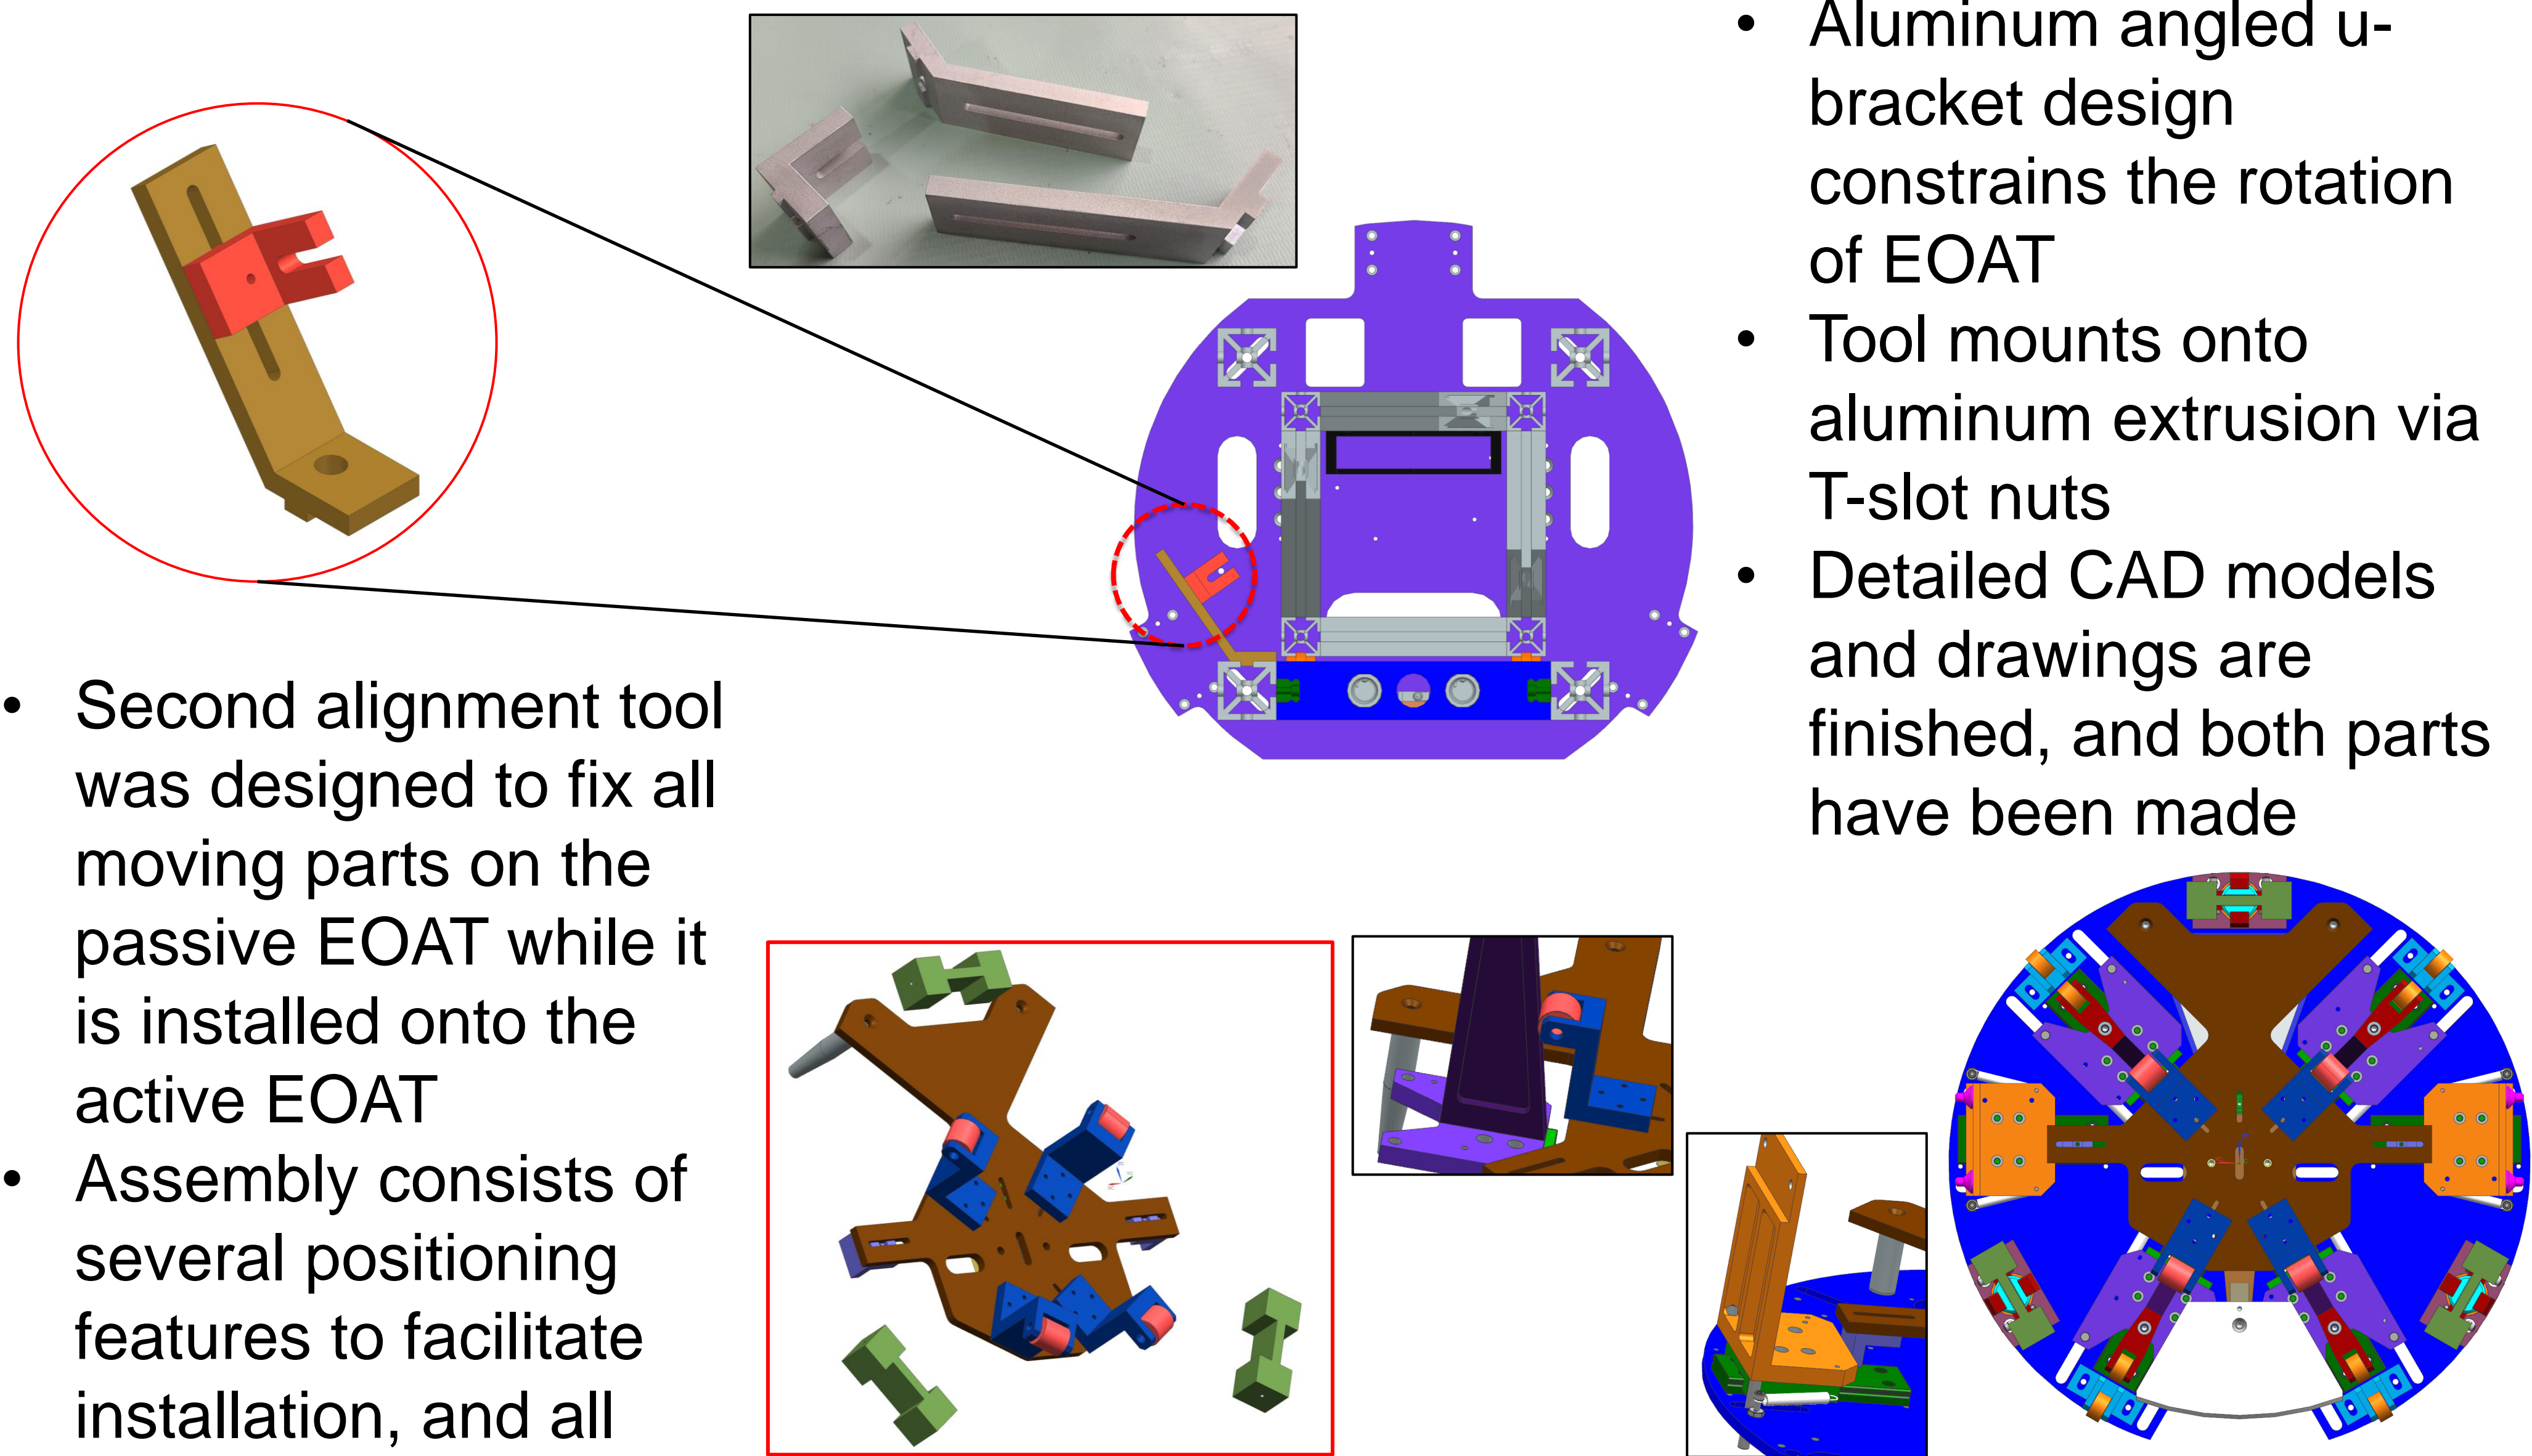 • Aluminum angled u-
bracket design
constrains the rotation
of EOAT
• Tool mounts onto
aluminum extrusion via
T-slot nuts
• Detailed CAD models
and drawings are
finished, and both parts
have been made
• Second alignment tool
was designed to fix all
moving parts on the
passive EOAT while it
is installed onto the
active EOAT
• Assembly consists of
several positioning
features to facilitate
installation, and all